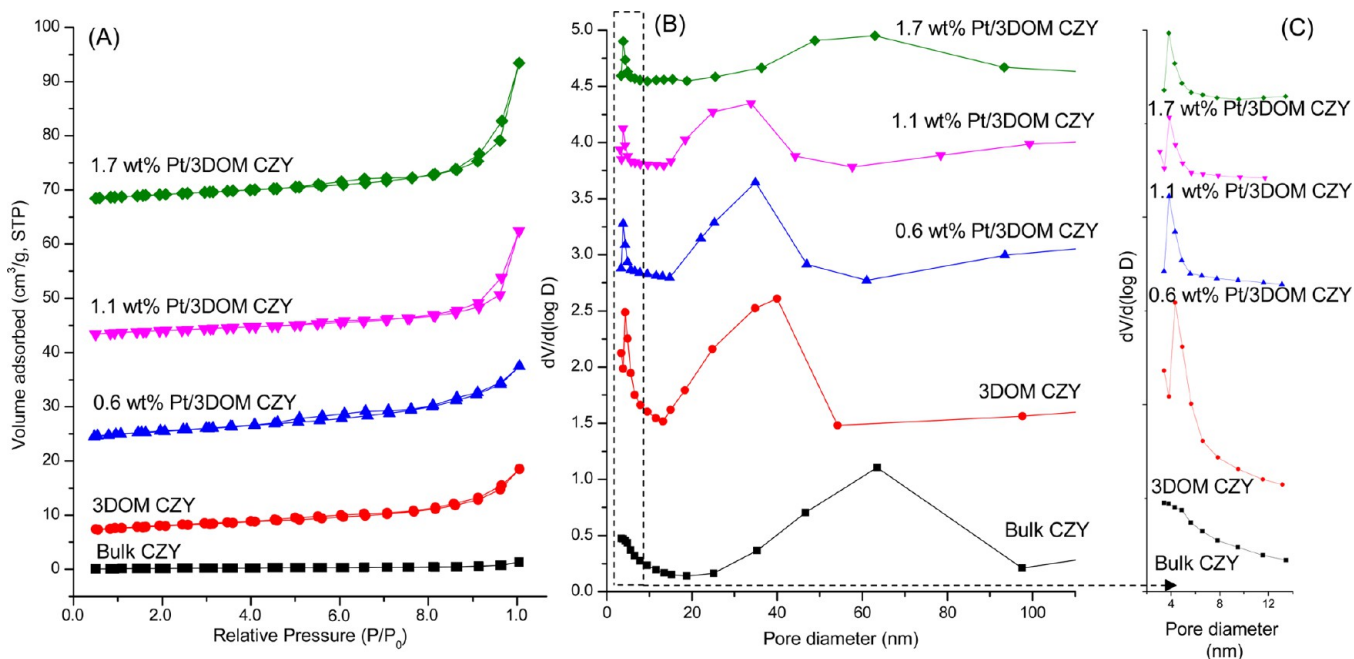 (A)
100
90
80
70
60
50
40
30
20
10
0
Volume adsorbed (cm³/g, STP)
1.7 wt% Pt/3DOM CZY
1.1 wt% Pt/3DOM CZY
0.6 wt% Pt/3DOM CZY
3DOM CZY
Bulk CZY
0.0 2.0 4.0 6.0 8.0 1.0
Relative Pressure (P/P₀)
(B)
5.0
4.5
4.0
3.5
3.0
2.5
2.0
1.5
1.0
0.5
0.0
dV/d(log D)
1.7 wt% Pt/3DOM CZY
1.1 wt% Pt/3DOM CZY
0.6 wt% Pt/3DOM CZY
3DOM CZY
Bulk CZY
0 20 40 60 80 100
Pore diameter (nm)
(C)
dV/d(log D)
1.7 wt% Pt/3DOM CZY
1.1 wt% Pt/3DOM CZY
0.6 wt% Pt/3DOM CZY
3DOM CZY
Bulk CZY
4 8 12
Pore diameter
(nm)